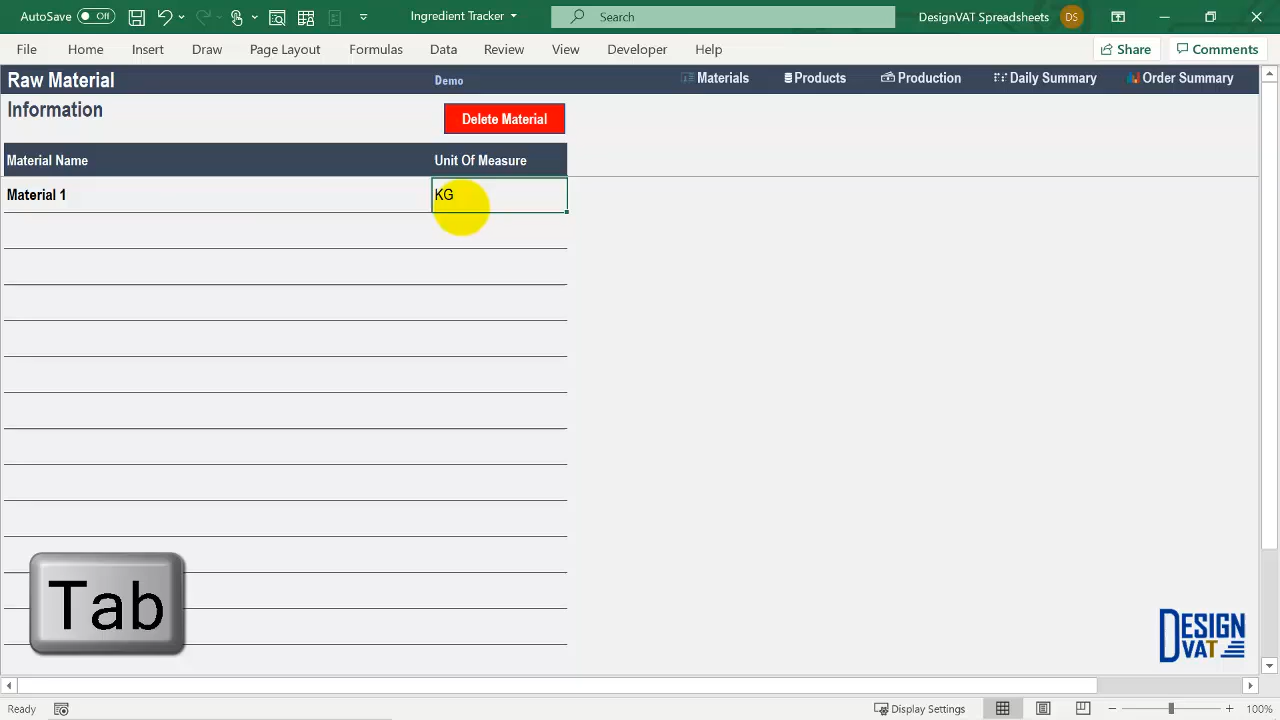 AutoSave Off Ingredient Tracker Search DesignVAT Spreadsheets DS
File Home Insert Draw Page Layout Formulas Data Review View Developer Help Share Comments
Raw Material Demo Materials Products Production Daily Summary Order Summary
Information
Delete Material
Material Name Unit Of Measure
Material 1 KG
Tab
DESIGN
VAT
Ready Display Settings 100%